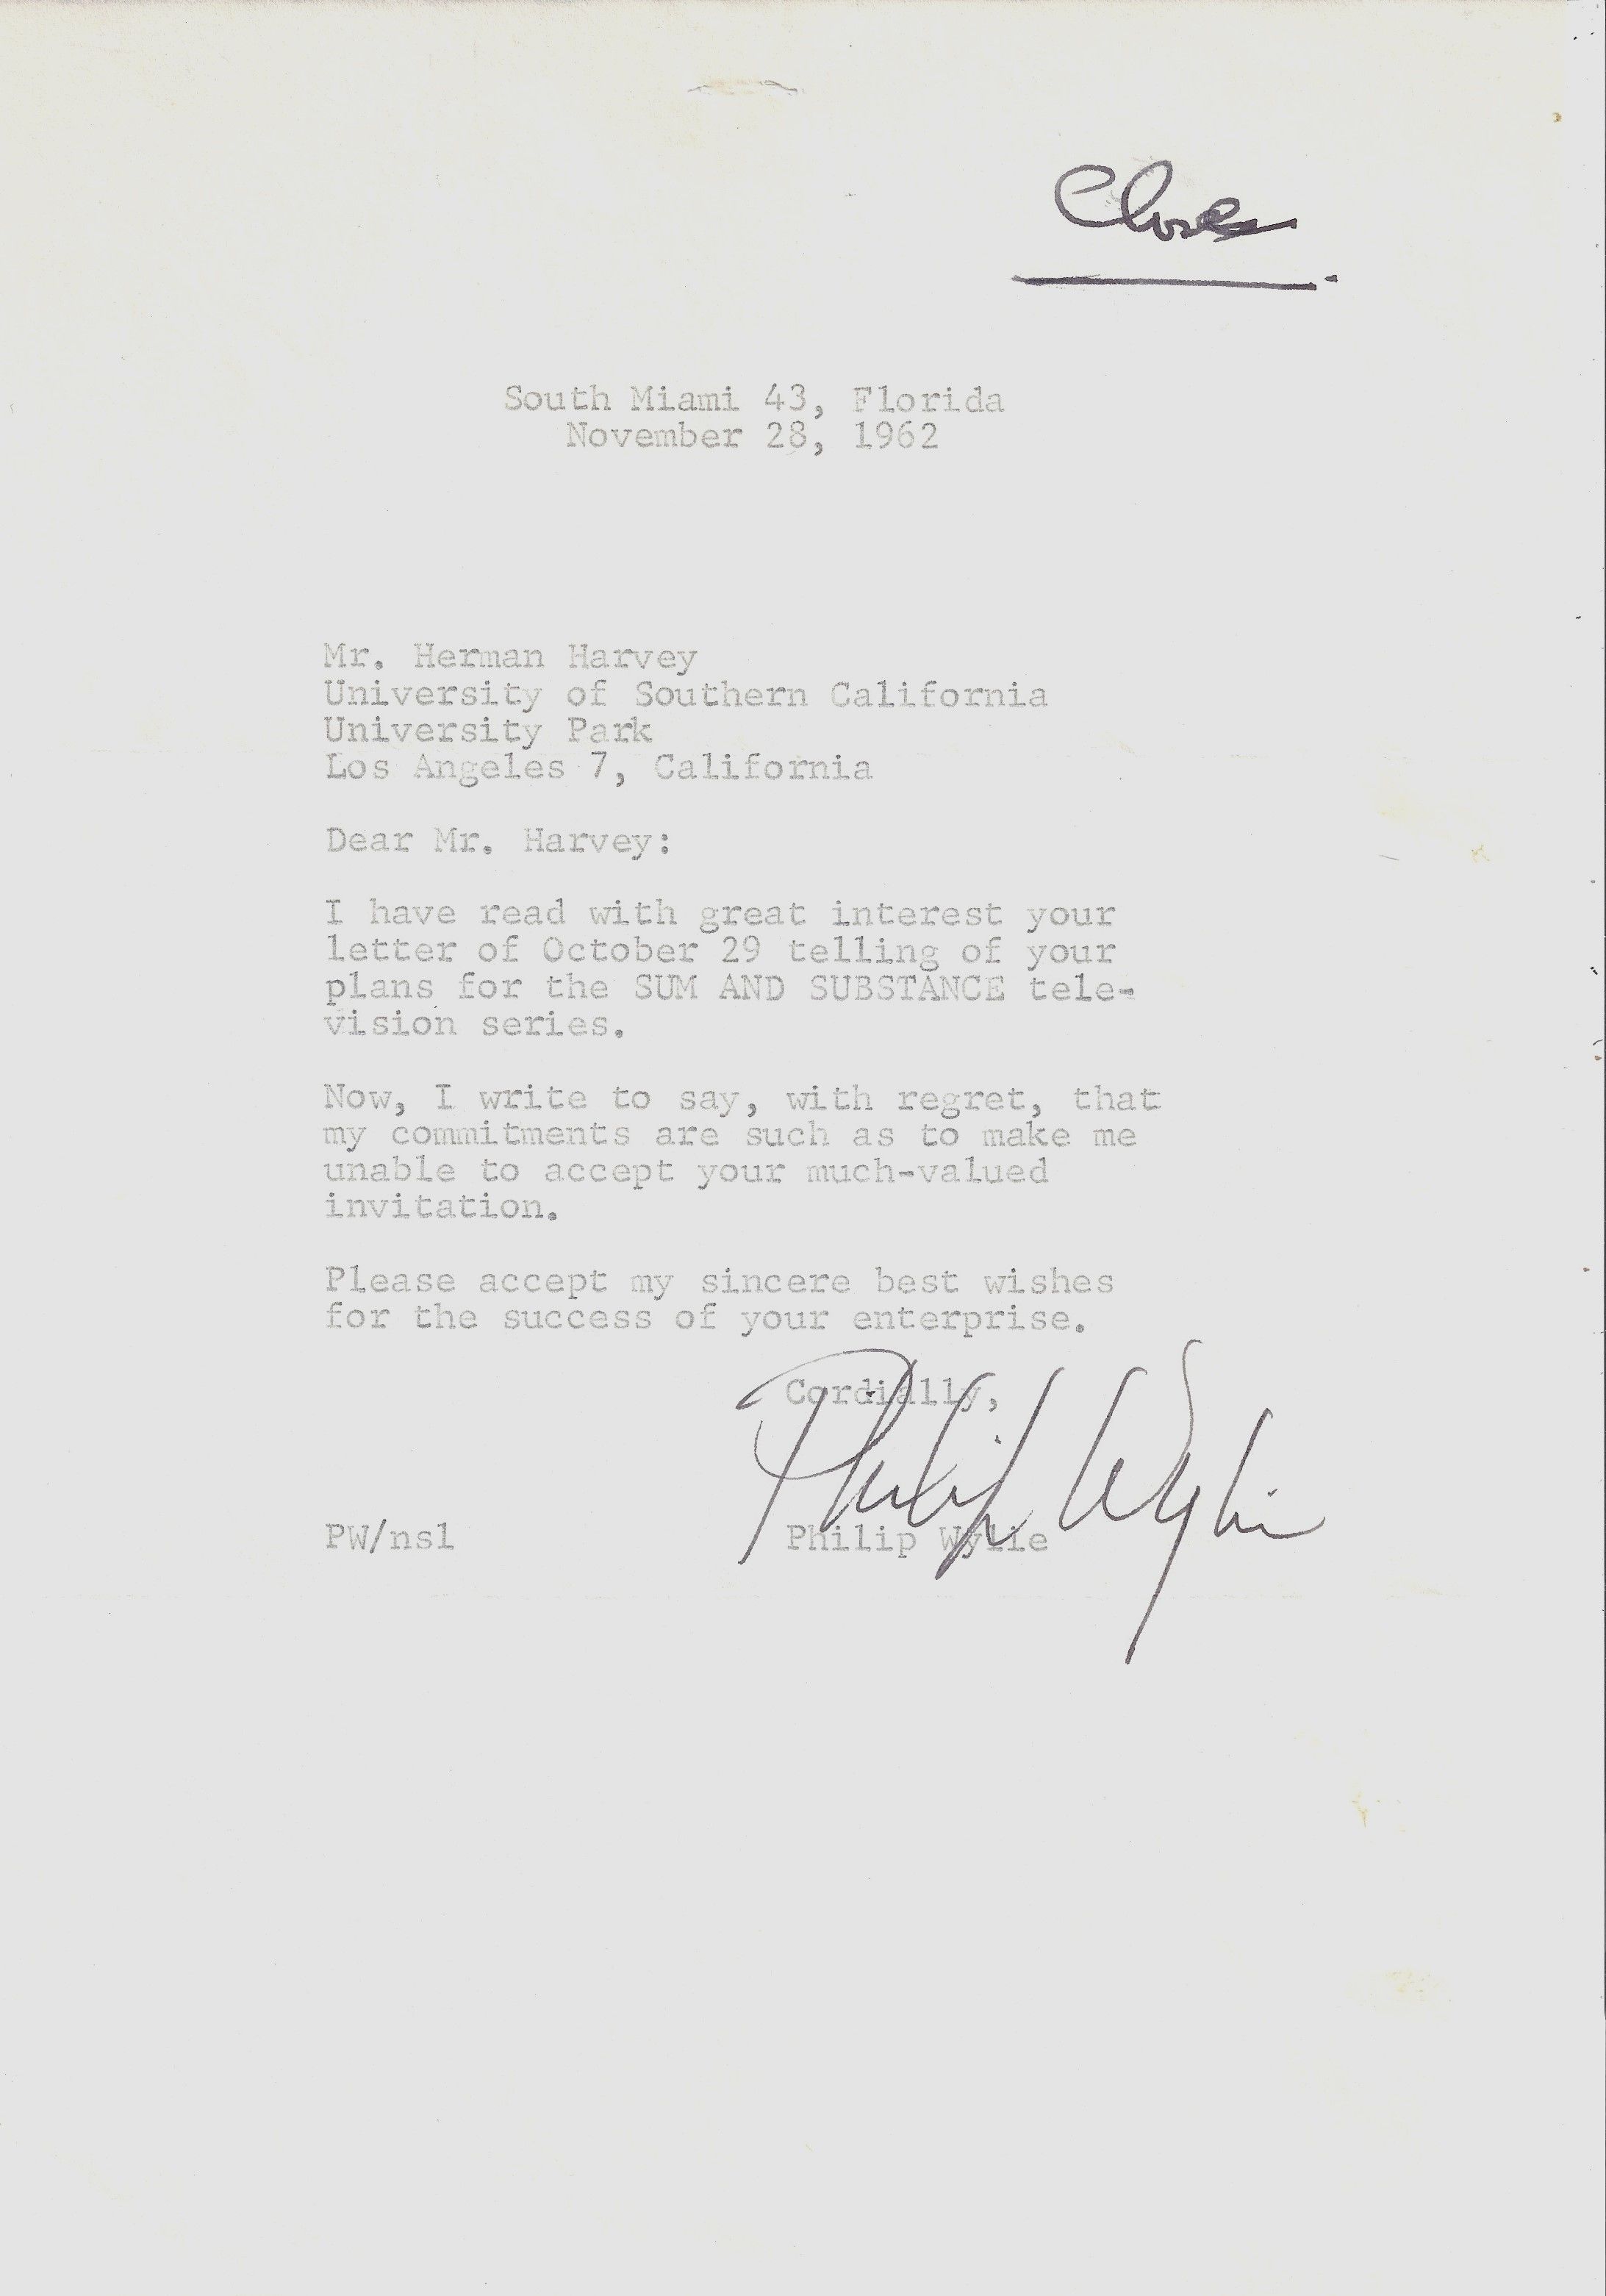 Close
South Miami 43, Florida
November 28, 1962
Mr. Herman Harvey
University of Southern California
University Park
Los Angeles 7, California
Dear Mr. Harvey:
I have read with great interest your
letter of October 29 telling of your
plans for the SUM AND SUBSTANCE tele-
vision series.
Now, I write to say, with regret, that
my commitments are such as to make me
unable to accept your much-valued
invitation.
Please accept my sincere best wishes
for the success of your enterprise.
Cordially,
Philip Wylie
PW/nsl Philip Wylie